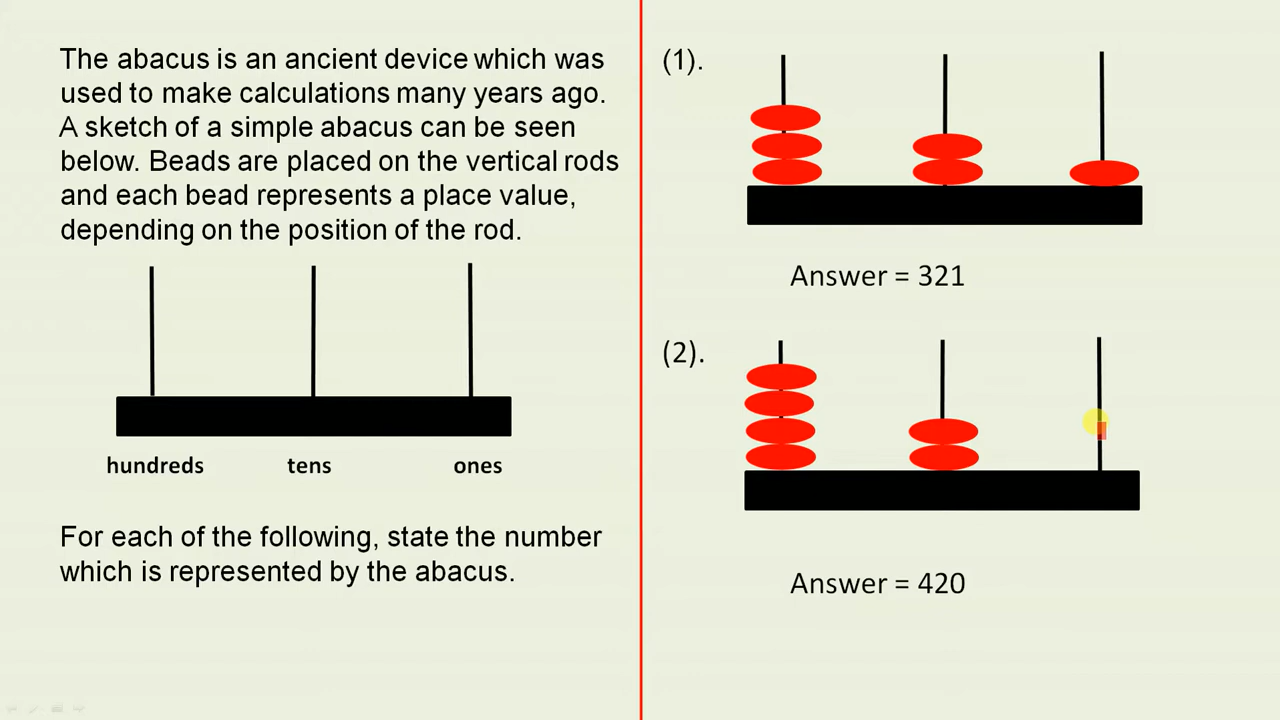 The abacus is an ancient device which was
used to make calculations many years ago.
A sketch of a simple abacus can be seen
below. Beads are placed on the vertical rods
and each bead represents a place value,
depending on the position of the rod.
hundreds tens ones
For each of the following, state the number
which is represented by the abacus.
(1).
Answer = 321
(2).
Answer = 420